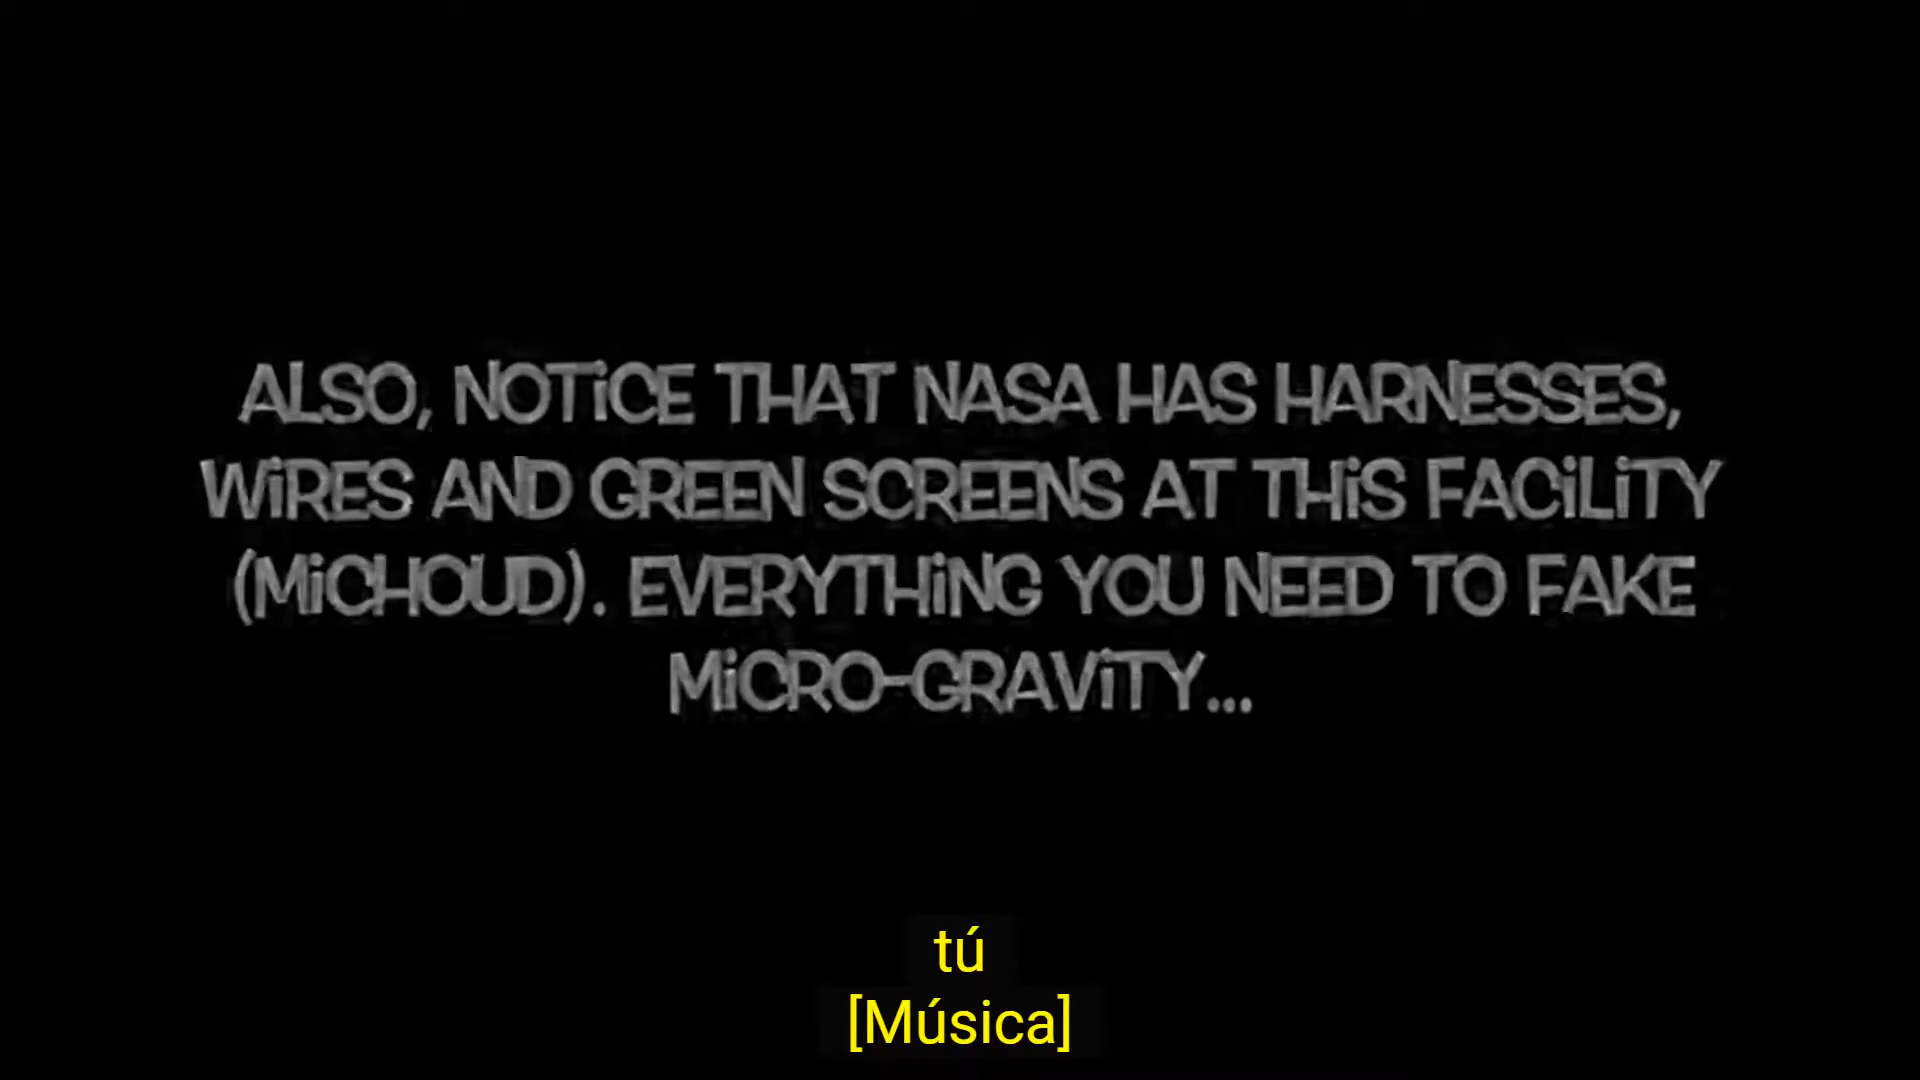 ALSO, NOTiCE THAT NASA HAS HARNESSES,
WiRES AND GREEN SCREENS AT THiS FACiLiTY
(MiCHOUD). EVERYTHiNG YOU NEED TO FAKE
MiCRO-GRAViTY...
tú
[Música]